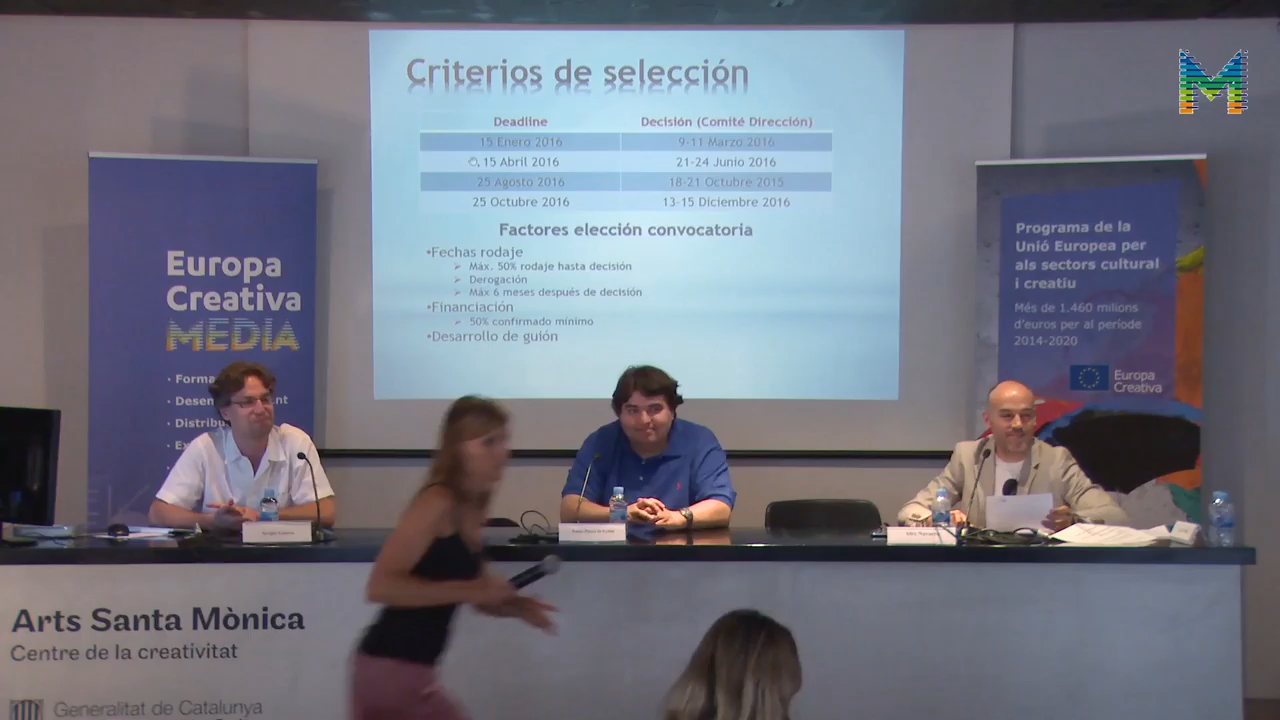 Criterios de selección
Deadline Decisión (Comité Dirección)
15 Enero 2016 9-11 Marzo 2016
15 Abril 2016 21-24 Junio 2016
25 Agosto 2016 18-21 Octubre 2015
25 Octubre 2016 13-15 Diciembre 2016
Factores elección convocatoria
•Fechas rodaje
➢ Máx. 50% rodaje hasta decisión
➢ Derogación
➢ Máx 6 meses después de decisión
•Financiación
➢ 50% confirmado mínimo
•Desarrollo de guión
Europa
Creativa
MEDIA
· Forma
· Desen nt
· Distribu
· Ex
Programa de la
Unió Europea per
als sectors cultural
i creatiu
Més de 1.460 milions
d'euros per al període
2014-2020
Europa
Creativa
M
Arts Santa Mònica
Centre de la creativitat
Generalitat de Catalunya